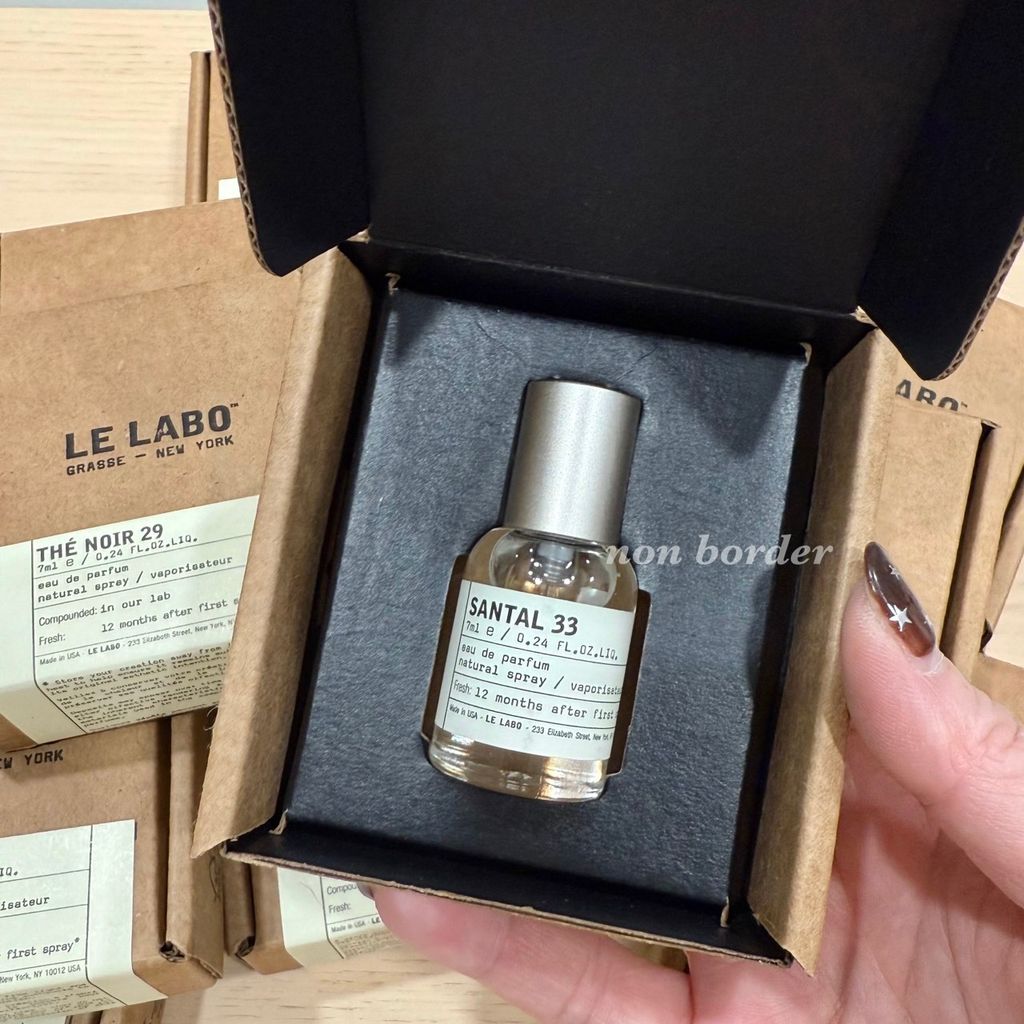 LE LABO™
GRASSE — NEW YORK
THÉ NOIR 29
7ml e / 0.24 FL.OZ.LIQ.
eau de parfum
natural spray / vaporisateur
Compounded: in our lab
Fresh: 12 months after first s
Made in USA - LE LABO - 233 Elizabeth Street, New York, NY
ABO™
non border
SANTAL 33
7ml e / 0.24 FL.OZ.LIQ.
eau de parfum
natural spray / vaporisateu
Fresh: 12 months after first
Made in USA - LE LABO - 233 Elizabeth Street, New York,
EW YORK
IQ.
isateur
first spray*
New York, NY 10012 USA
Compou
Fresh:
Made in USA - LE